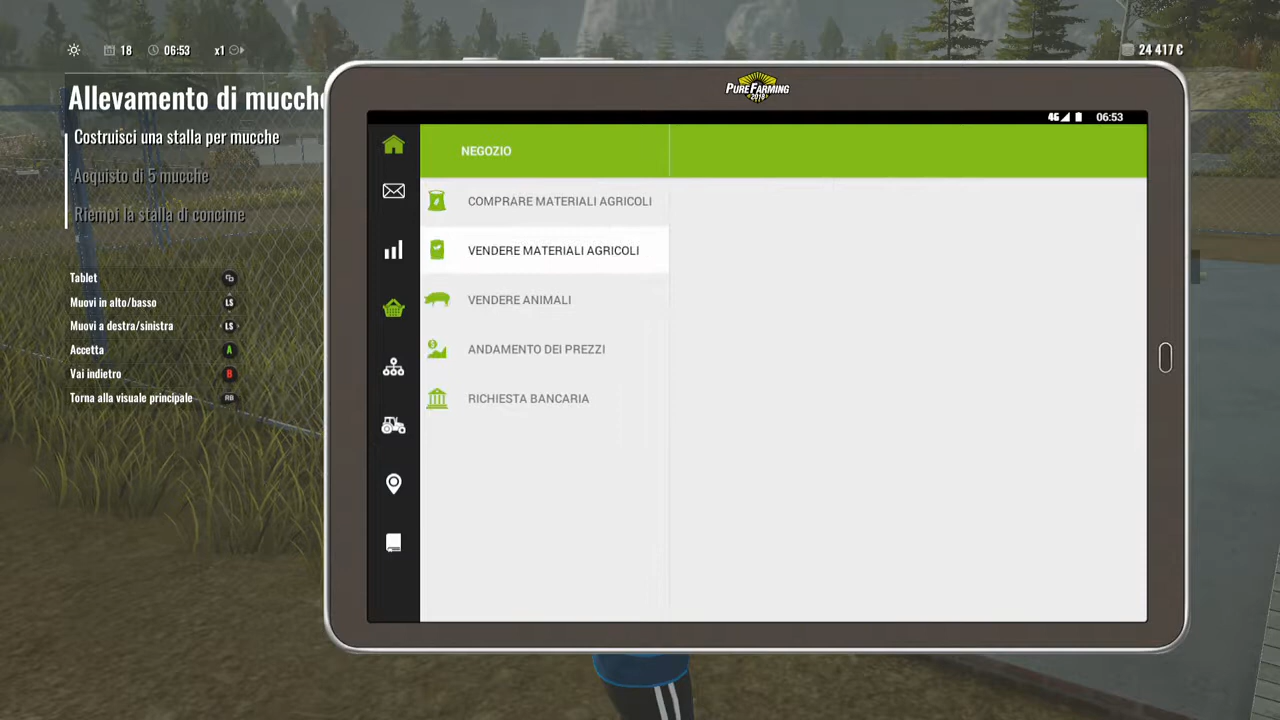 18 06:53 x1
24 417 €
Allevamento di mucche
Costruisci una stalla per mucche
Acquisto di 5 mucche
Riempi la stalla di concime
Tablet
Muovi in alto/basso LS
Muovi a destra/sinistra LS
Accetta A
Vai indietro B
Torna alla visuale principale RB
PURE FARMING
2018
4G 06:53
NEGOZIO
COMPRARE MATERIALI AGRICOLI
VENDERE MATERIALI AGRICOLI
VENDERE ANIMALI
ANDAMENTO DEI PREZZI
RICHIESTA BANCARIA